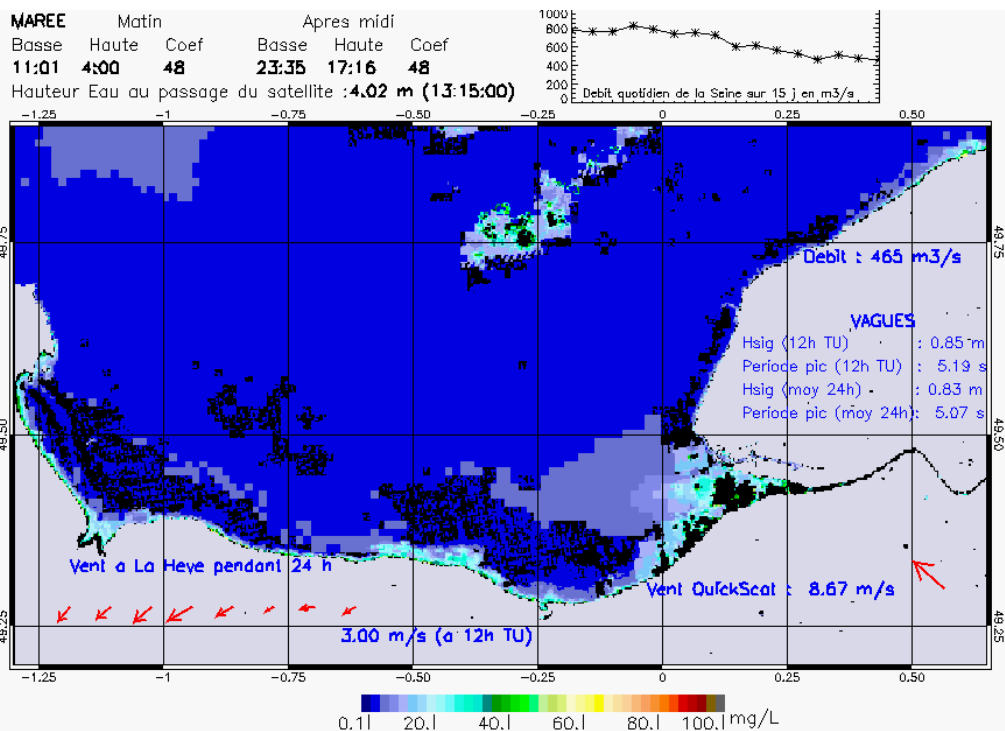 MAREE Matin Apres midi
Basse Haute Coef Basse Haute Coef
11:01 4:00 48 23:35 17:16 48
Hauteur Eau au passage du satellite :4.02 m (13:15:00)
1000
800
600
400
200
0
Debit quotidien de la Seine sur 15 j en m3/s
-1.25 -1 -0.75 -0.50 -0.25 0 0.25 0.50
49.75 49.75
Debit : 465 m3/s
VAGUES
Hsig (12h TU) : 0.85 m
Periode pic (12h TU) : 5.19 s
Hsig (moy 24h) : 0.83 m
Periode pic (moy 24h): 5.07 s
49.50 49.50
Vent a La Heve pendant 24 h
Vent QuickScat : 8.67 m/s
49.25 49.25
3.00 m/s (a 12h TU)
-1.25 -1 -0.75 -0.50 -0.25 0 0.25 0.50
0.1 20.1 40.1 60.1 80.1 100.1 mg/L